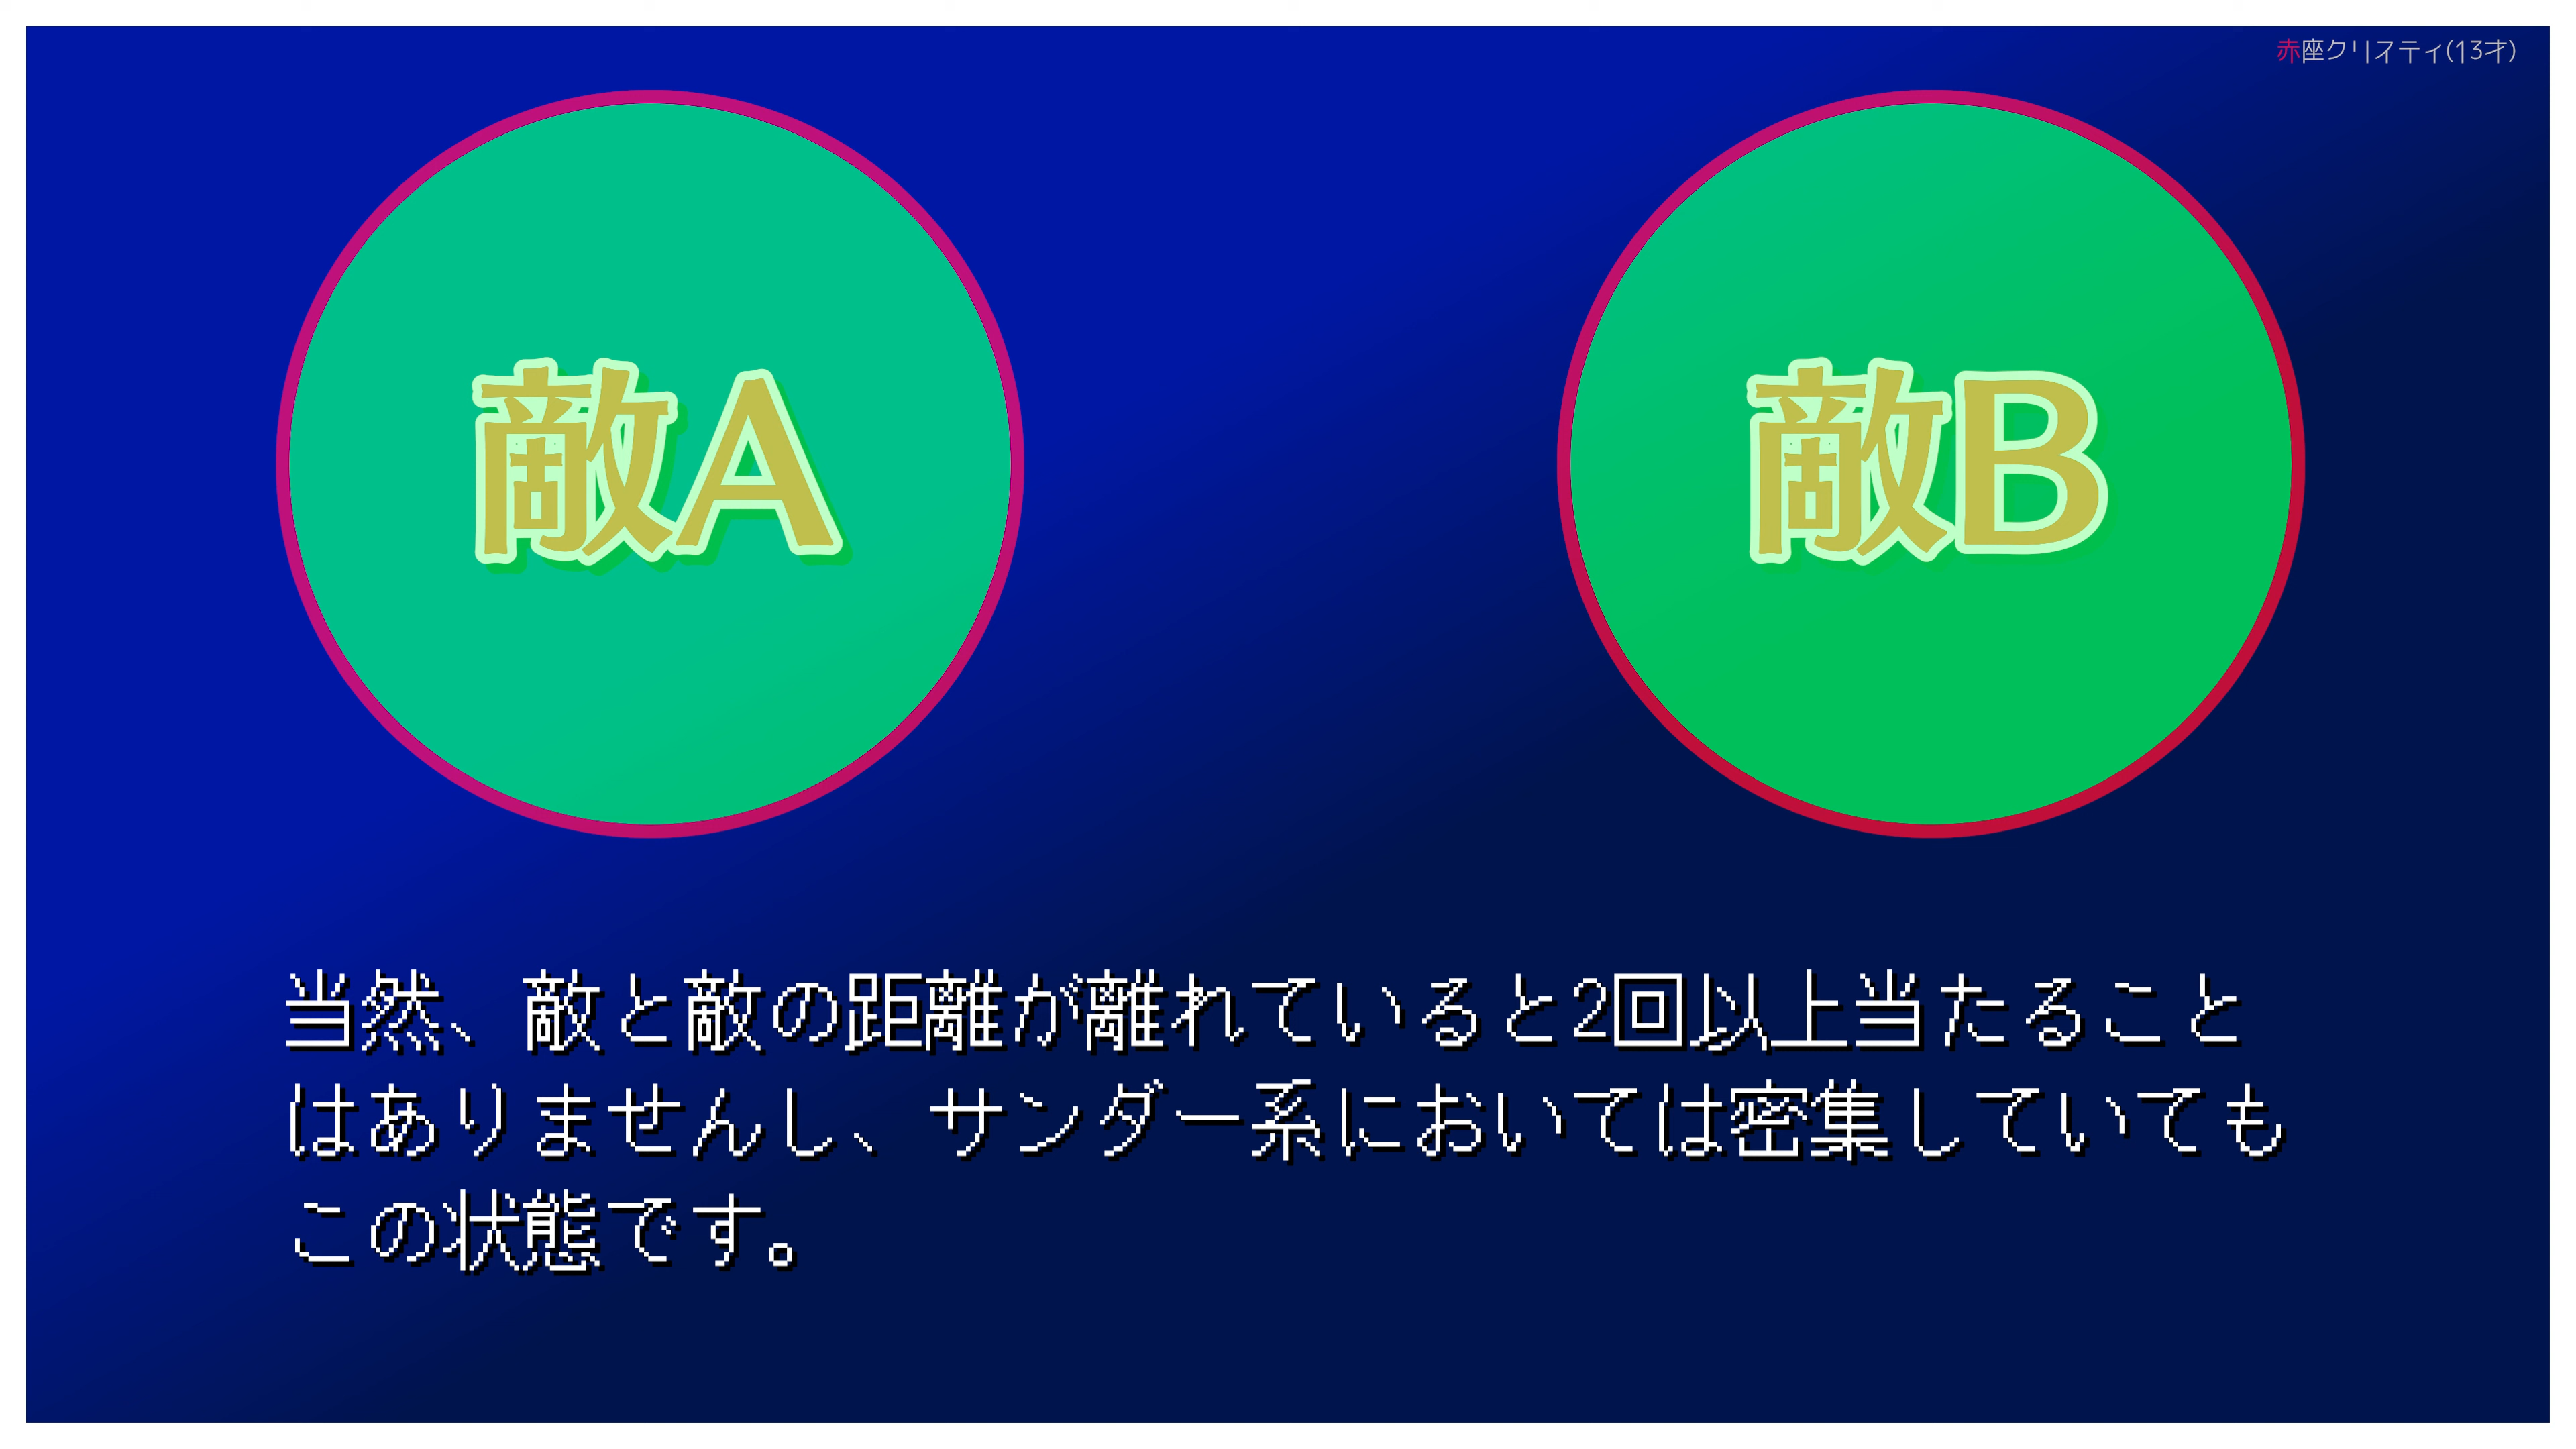 赤座クリスティ(13才)
敵A
敵B
当然、敵と敵の距離が離れていると2回以上当たること
はありませんし、サンダー系においては密集していても
この状態です。